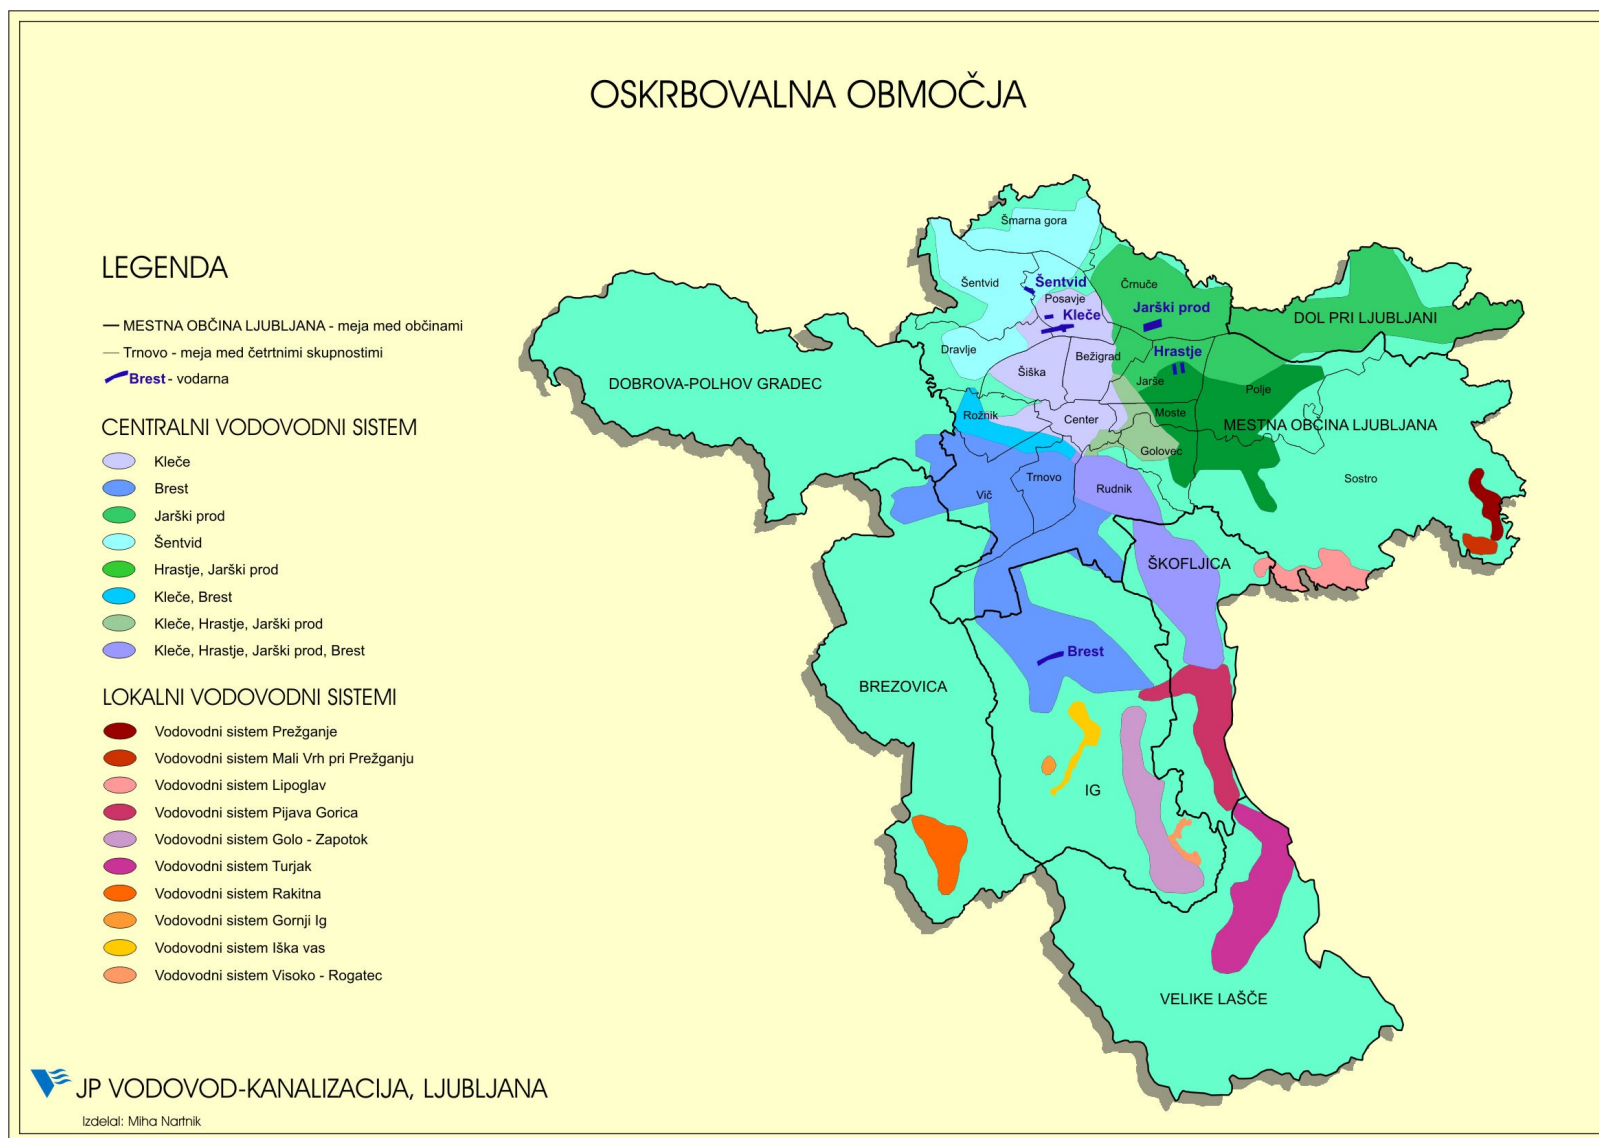 OSKRBOVALNA OBMOČJA
LEGENDA
MESTNA OBČINA LJUBLJANA - meja med občinami
Trnovo - meja med četrtnimi skupnostimi
Brest - vodarna
CENTRALNI VODOVODNI SISTEM
Kleče
Brest
Jarški prod
Šentvid
Hrastje, Jarški prod
Kleče, Brest
Kleče, Hrastje, Jarški prod
Kleče, Hrastje, Jarški prod, Brest
LOKALNI VODOVODNI SISTEMI
Vodovodni sistem Prežganje
Vodovodni sistem Mali Vrh pri Prežganju
Vodovodni sistem Lipoglav
Vodovodni sistem Pijava Gorica
Vodovodni sistem Golo - Zapotok
Vodovodni sistem Turjak
Vodovodni sistem Rakitna
Vodovodni sistem Gornji Ig
Vodovodni sistem Iška vas
Vodovodni sistem Visoko - Rogatec
Šmarna gora
Šentvid
Šentvid
Posavje
Kleče
Črnuče
Jarški prod
DOL PRI LJUBLJANI
Dravlje
Bežigrad
Hrastje
Šiška
Jarše
Polje
DOBROVA-POLHOV GRADEC
Rožnik
Center
Moste
MESTNA OBČINA LJUBLJANA
Golovec
Sostro
Trnovo
Rudnik
Vič
ŠKOFLJICA
Brest
BREZOVICA
IG
VELIKE LAŠČE
JP VODOVOD-KANALIZACIJA, LJUBLJANA
Izdelal: Miha Nartnik